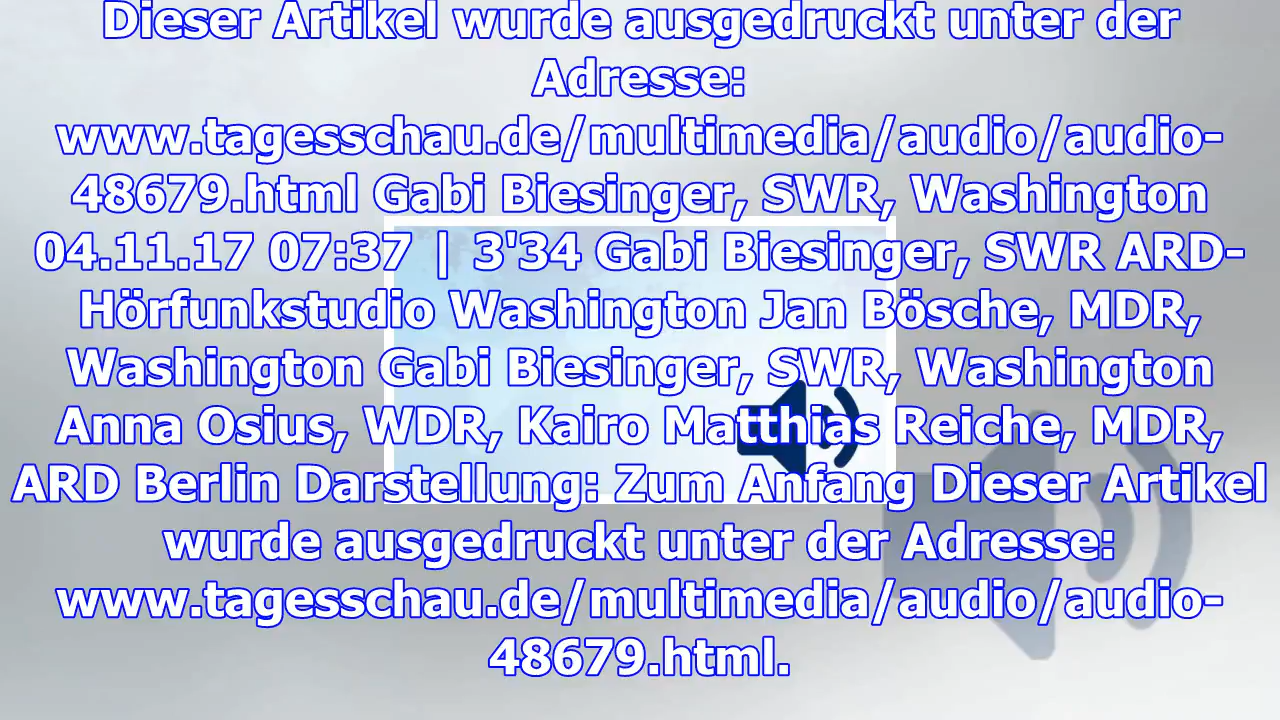 Dieser Artikel wurde ausgedruckt unter der
Adresse:
www.tagesschau.de/multimedia/audio/audio-
48679.html Gabi Biesinger, SWR, Washington
04.11.17 07:37 | 3'34 Gabi Biesinger, SWR ARD-
Hörfunkstudio Washington Jan Bösche, MDR,
Washington Gabi Biesinger, SWR, Washington
Anna Osius, WDR, Kairo Matthias Reiche, MDR,
ARD Berlin Darstellung: Zum Anfang Dieser Artikel
wurde ausgedruckt unter der Adresse:
www.tagesschau.de/multimedia/audio/audio-
48679.html.